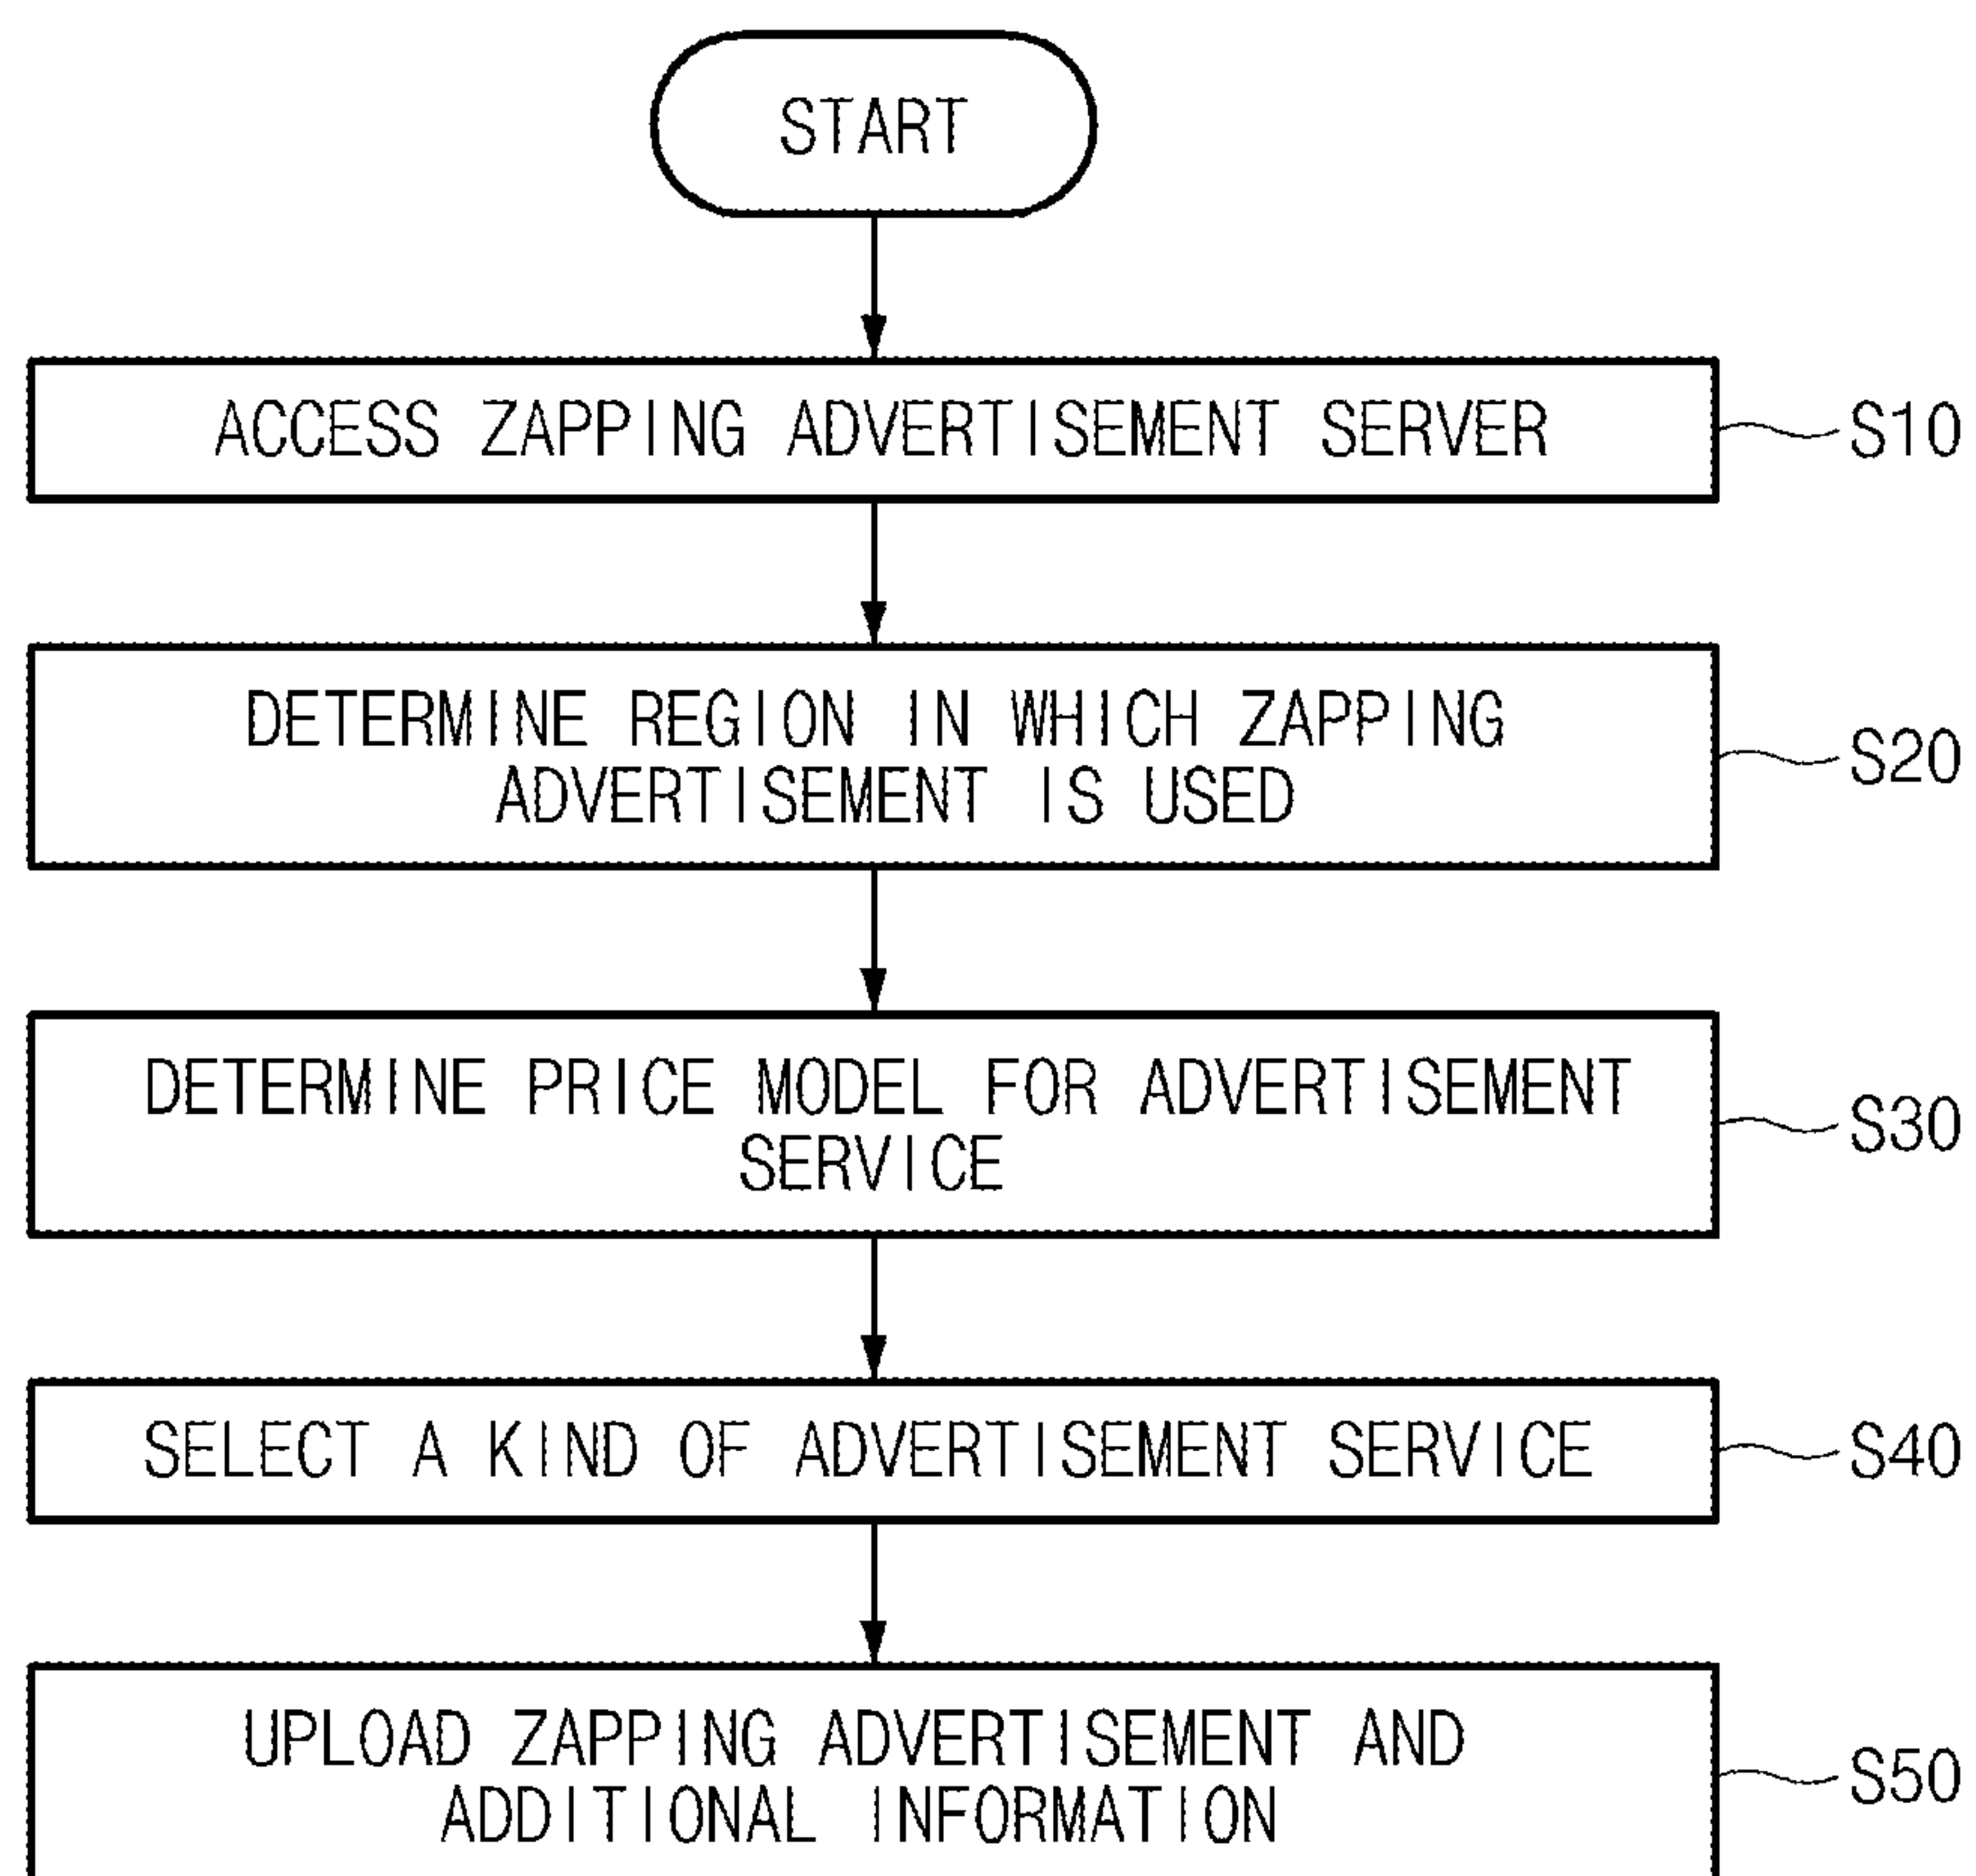 START
ACCESS ZAPPING ADVERTISEMENT SERVER
S10
DETERMINE REGION IN WHICH ZAPPING
ADVERTISEMENT IS USED
S20
DETERMINE PRICE MODEL FOR ADVERTISEMENT
SERVICE
S30
SELECT A KIND OF ADVERTISEMENT SERVICE
S40
UPLOAD ZAPPING ADVERTISEMENT AND
ADDITIONAL INFORMATION
S50